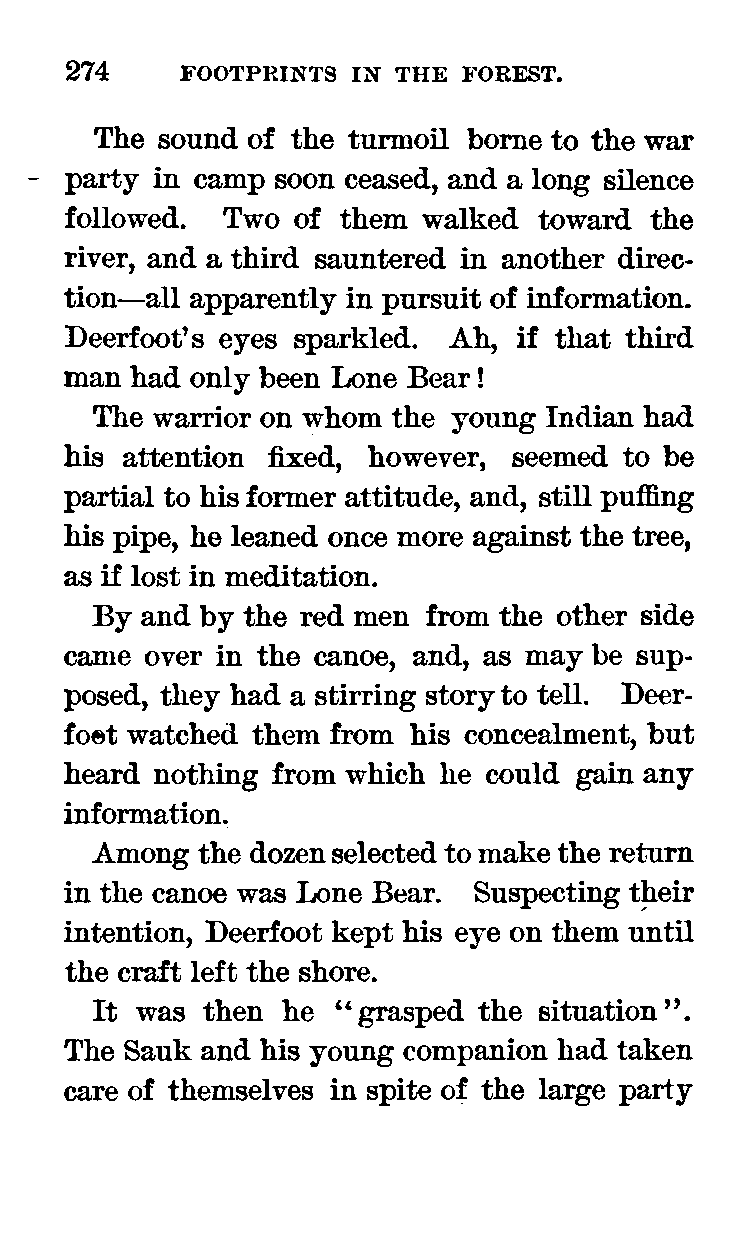 274 FOOTPRINTS IN THE FOREST.
The sound of the turmoil borne to the war
party in camp soon ceased, and a long silence
followed. Two of them walked toward the
river, and a third sauntered in another direc-
tion—all apparently in pursuit of information.
Deerfoot's eyes sparkled. Ah, if that third
man had only been Lone Bear!
The warrior on whom the young Indian had
his attention fixed, however, seemed to be
partial to his former attitude, and, still puffing
his pipe, he leaned once more against the tree,
as if lost in meditation.
By and by the red men from the other side
came over in the canoe, and, as may be sup-
posed, they had a stirring story to tell. Deer-
foot watched them from his concealment, but
heard nothing from which he could gain any
information.
Among the dozen selected to make the return
in the canoe was Lone Bear. Suspecting their
intention, Deerfoot kept his eye on them until
the craft left the shore.
It was then he "grasped the situation".
The Sauk and his young companion had taken
care of themselves in spite of the large party